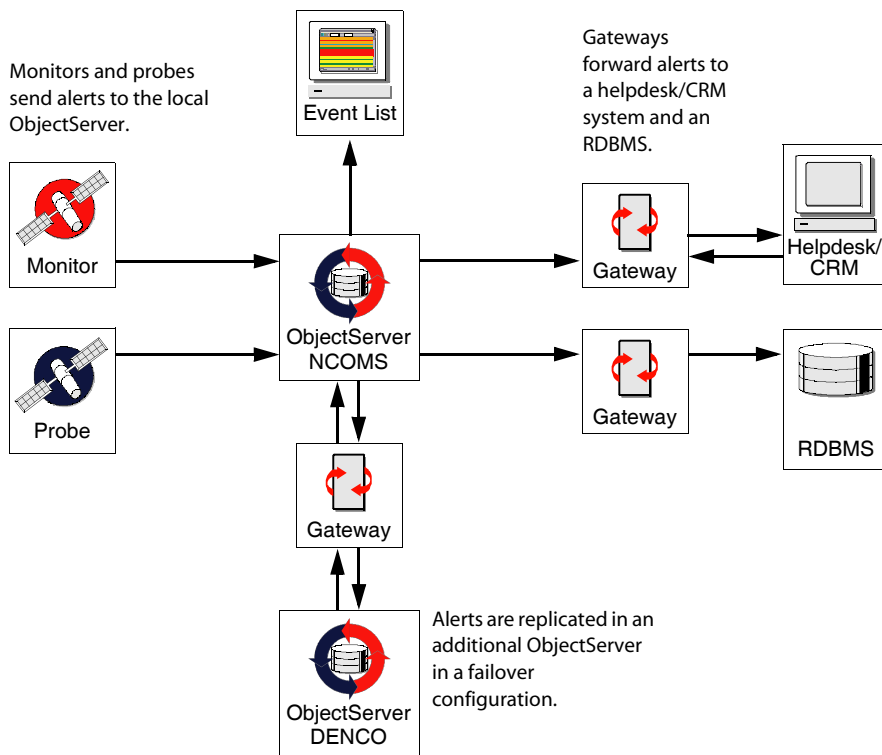 Monitors and probes
send alerts to the local
ObjectServer.
Event List
Gateways
forward alerts to
a helpdesk/CRM
system and an
RDBMS.
Monitor
ObjectServer
NCOMS
Gateway
Helpdesk/
CRM
Probe
Gateway
RDBMS
Gateway
ObjectServer
DENCO
Alerts are replicated in an
additional ObjectServer
in a failover
configuration.